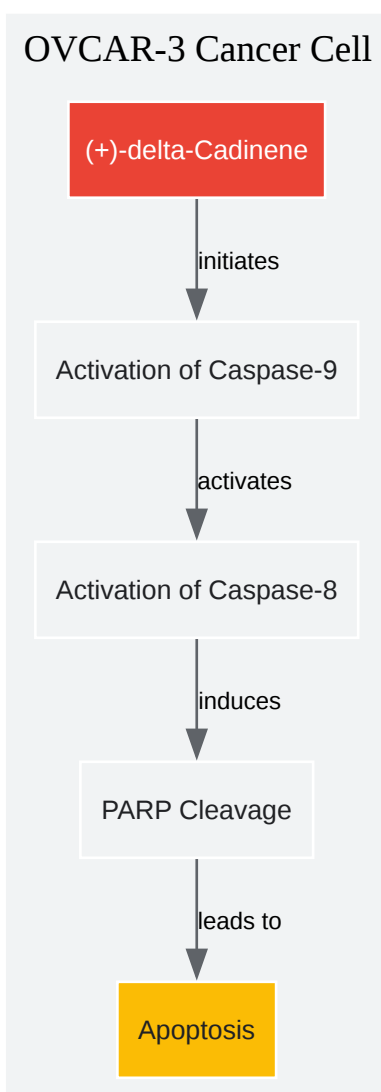 OVCAR-3 Cancer Cell
(+)-delta-Cadinene
initiates
Activation of Caspase-9
activates
Activation of Caspase-8
induces
PARP Cleavage
leads to
Apoptosis